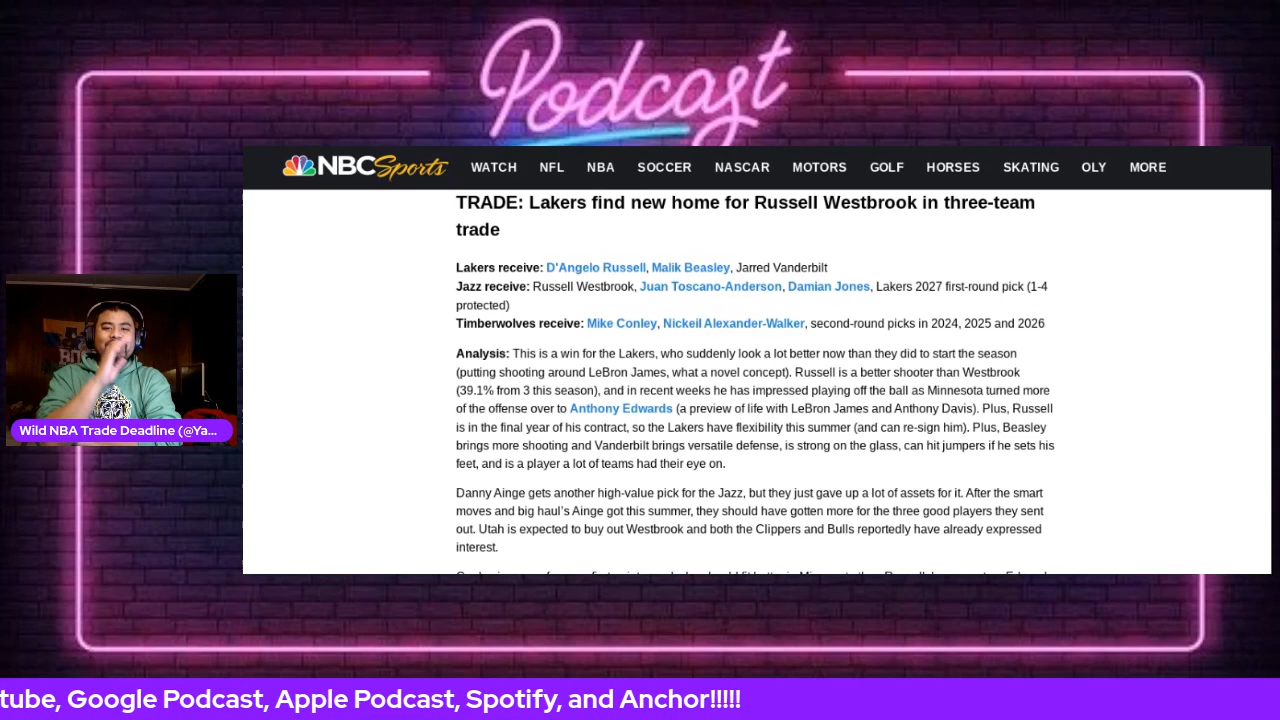 Podcast
NBC Sports WATCH NFL NBA SOCCER NASCAR MOTORS GOLF HORSES SKATING OLY MORE
TRADE: Lakers find new home for Russell Westbrook in three-team
trade
Lakers receive: D'Angelo Russell, Malik Beasley, Jarred Vanderbilt
Jazz receive: Russell Westbrook, Juan Toscano-Anderson, Damian Jones, Lakers 2027 first-round pick (1-4
protected)
Timberwolves receive: Mike Conley, Nickeil Alexander-Walker, second-round picks in 2024, 2025 and 2026
Analysis: This is a win for the Lakers, who suddenly look a lot better now than they did to start the season
(putting shooting around LeBron James, what a novel concept). Russell is a better shooter than Westbrook
(39.1% from 3 this season), and in recent weeks he has impressed playing off the ball as Minnesota turned more
of the offense over to Anthony Edwards (a preview of life with LeBron James and Anthony Davis). Plus, Russell
is in the final year of his contract, so the Lakers have flexibility this summer (and can re-sign him). Plus, Beasley
brings more shooting and Vanderbilt brings versatile defense, is strong on the glass, can hit jumpers if he sets his
feet, and is a player a lot of teams had their eye on.
Danny Ainge gets another high-value pick for the Jazz, but they just gave up a lot of assets for it. After the smart
moves and big haul's Ainge got this summer, they should have gotten more for the three good players they sent
out. Utah is expected to buy out Westbrook and both the Clippers and Bulls reportedly have already expressed
interest.
Wild NBA Trade Deadline (@Ya...
tube, Google Podcast, Apple Podcast, Spotify, and Anchor!!!!!